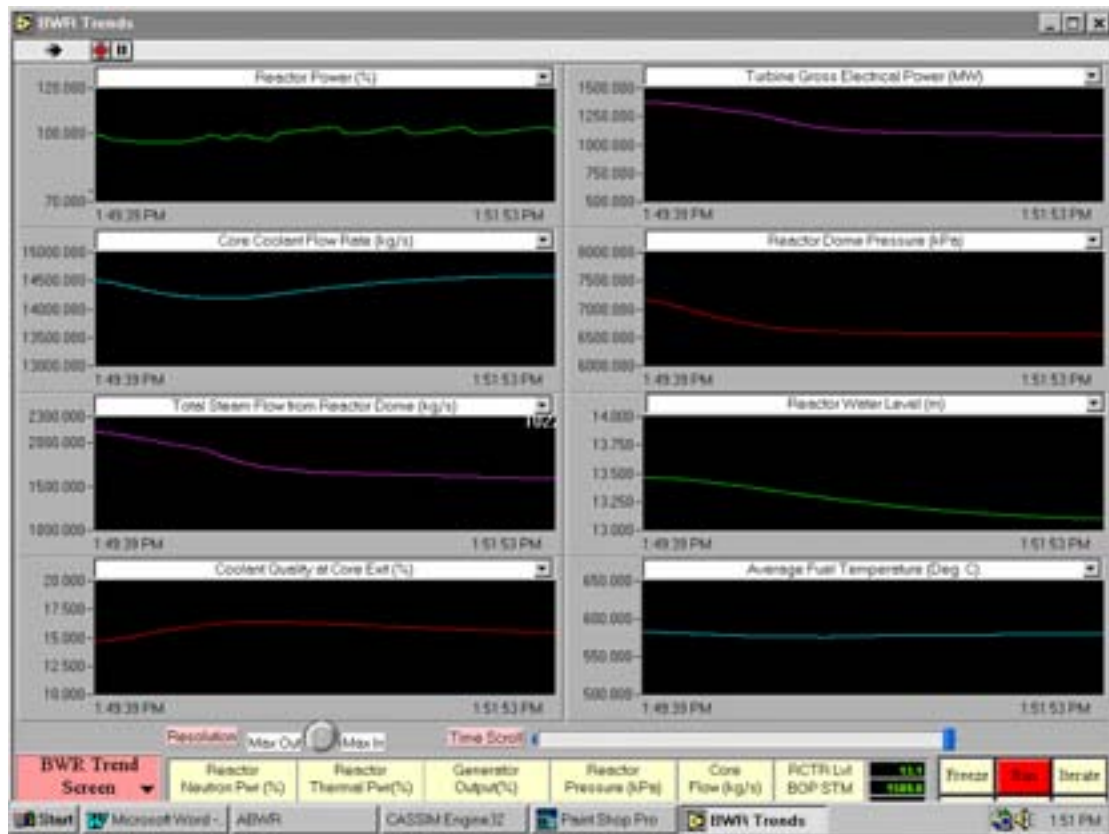 BWR Trends
Reactor Power (%)
120.000
100.000
70.000
1:49:39 PM 1:51:53 PM
Turbine Gross Electrical Power (MW)
1500.000
1250.000
1000.000
750.000
500.000
1:49:39 PM 1:51:53 PM
Core Coolant Flow Rate (kg/s)
15000.000
14500.000
14000.000
13500.000
13000.000
1:49:39 PM 1:51:53 PM
Reactor Dome Pressure (kPa)
8000.000
7500.000
7000.000
6500.000
6000.000
1:49:39 PM 1:51:53 PM
Total Steam Flow from Reactor Dome (kg/s)
2300.000
2000.000
1500.000
1000.000
1:49:39 PM 1:51:53 PM
Reactor Water Level (m)
14.000
13.750
13.500
13.250
13.000
1:49:39 PM 1:51:53 PM
Coolant Quality at Core Exit (%)
20.000
17.500
15.000
12.500
10.000
1:49:39 PM 1:51:53 PM
Average Fuel Temperature (Deg. C)
650.000
600.000
550.000
500.000
1:49:39 PM 1:51:53 PM
Resolution Max Out Max In Time Scroll
BWR Trend
Screen
Reactor
Neutron Pwr (%)
Reactor
Thermal Pwr(%)
Generator
Output(%)
Reactor
Pressure (kPa)
Core
Flow (kg/s)
RCTR Lvl
BOP STM
Freeze Run Iterate
Start Microsoft Word - ABWR CASSIM Engine32 Paint Shop Pro BWR Trends 1:51 PM